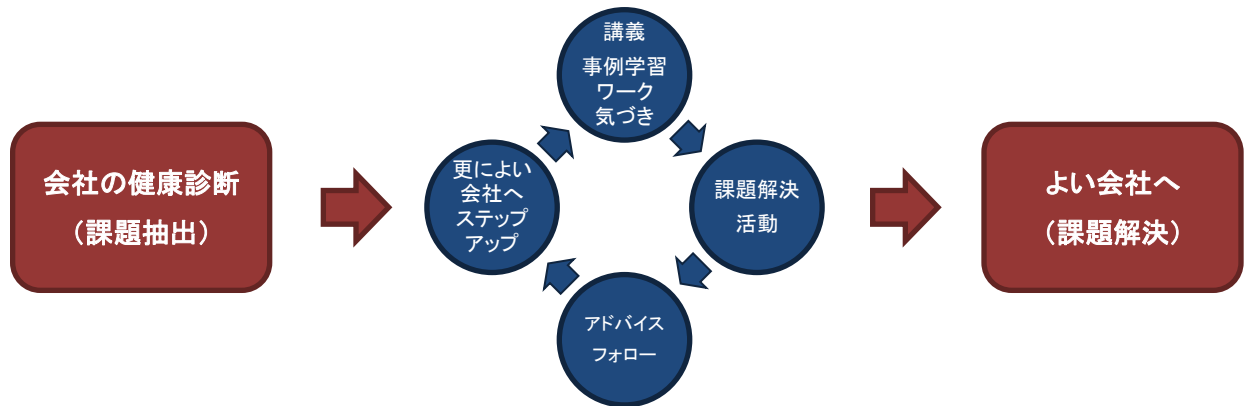 会社の健康診断
（課題抽出）
講義
事例学習
ワーク
気づき
更によい
会社へ
ステップ
アップ
課題解決
活動
アドバイス
フォロー
よい会社へ
（課題解決）